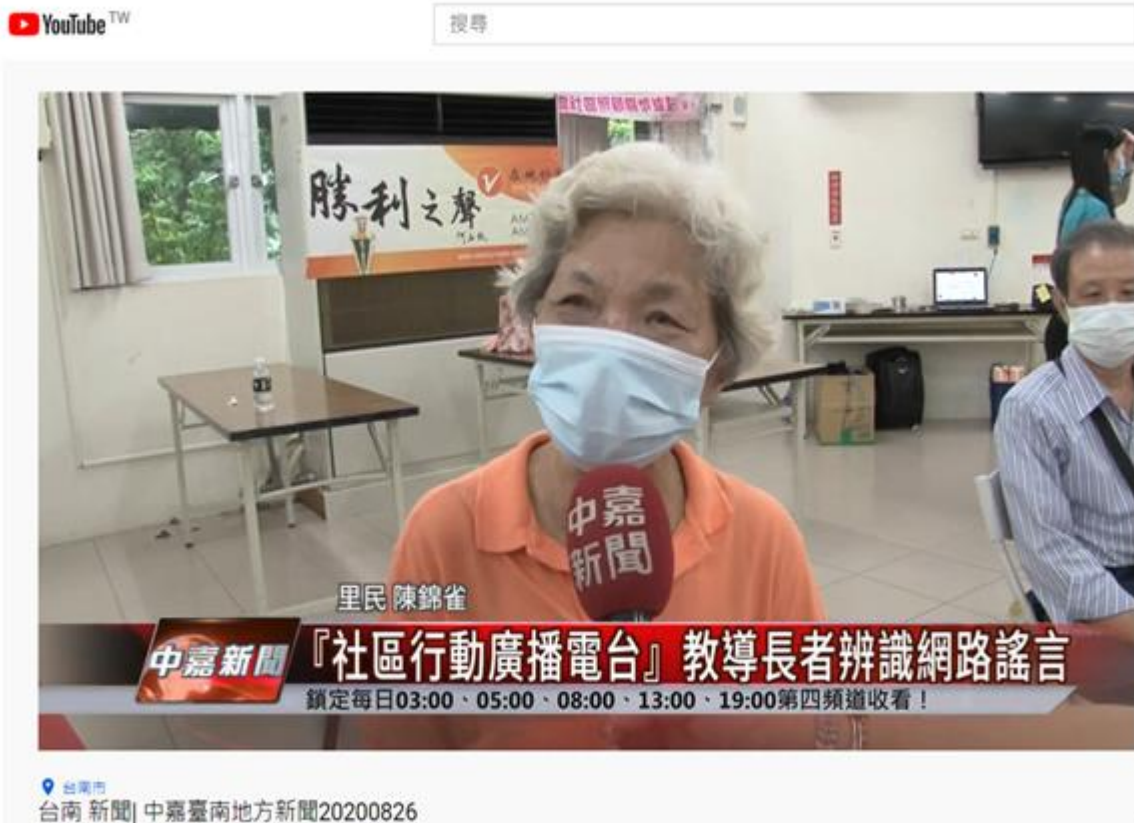 YouTube TW
搜尋
勝利之聲
中嘉
新聞
里民 陳錦雀
中嘉新聞
『社區行動廣播電台』教導長者辨識網路謠言
鎖定每日03:00、05:00、08:00、13:00、19:00第四頻道收看！
台南市
台南 新聞| 中嘉臺南地方新聞20200826